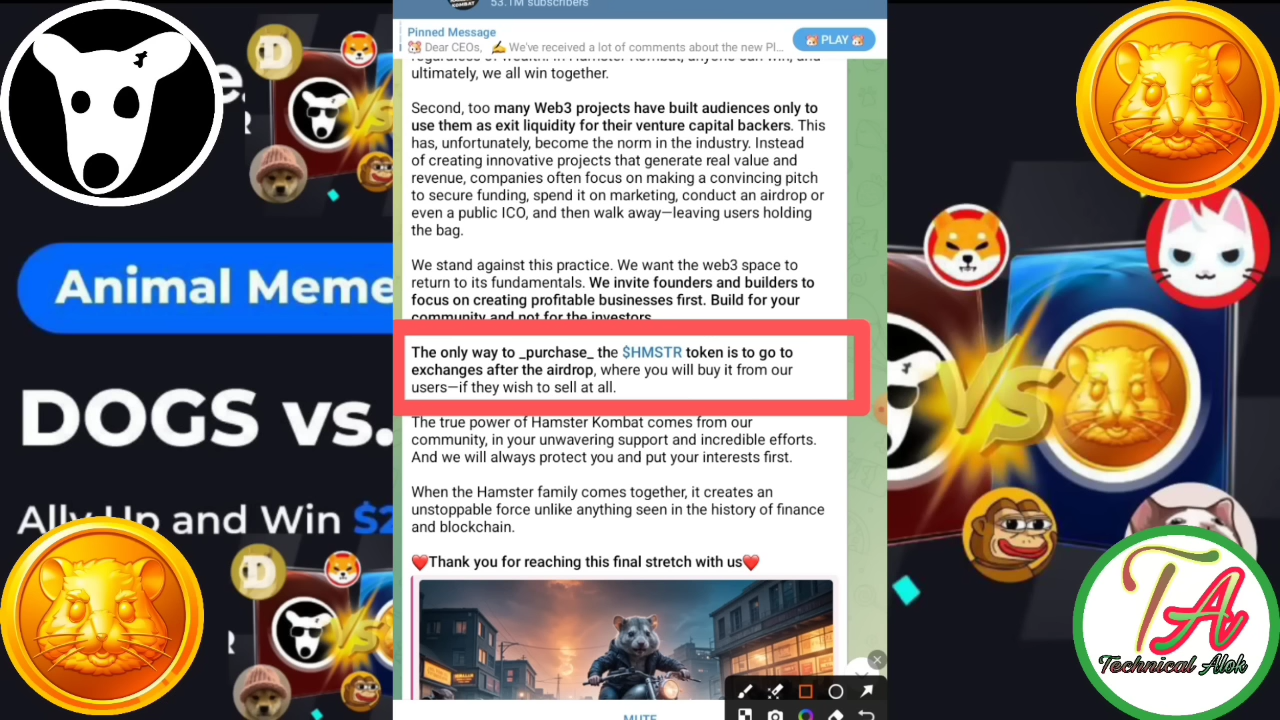 53.1M subscribers
Pinned Message
🐹 Dear CEOs, ✍️ We've received a lot of comments about the new Pl...
🐹 PLAY 🐹
regardless of wealth. In Hamster Kombat, anyone can win, and
ultimately, we all win together.
Second, too many Web3 projects have built audiences only to
use them as exit liquidity for their venture capital backers. This
has, unfortunately, become the norm in the industry. Instead
of creating innovative projects that generate real value and
revenue, companies often focus on making a convincing pitch
to secure funding, spend it on marketing, conduct an airdrop or
even a public ICO, and then walk away—leaving users holding
the bag.
We stand against this practice. We want the web3 space to
return to its fundamentals. We invite founders and builders to
focus on creating profitable businesses first. Build for your
community and not for the investors.
The only way to _purchase_ the $HMSTR token is to go to
exchanges after the airdrop, where you will buy it from our
users—if they wish to sell at all.
The true power of Hamster Kombat comes from our
community, in your unwavering support and incredible efforts.
And we will always protect you and put your interests first.
When the Hamster family comes together, it creates an
unstoppable force unlike anything seen in the history of finance
and blockchain.
❤️Thank you for reaching this final stretch with us❤️
MUTE
Animal Meme
DOGS vs.
Ally Up and Win $2
VS
TA
Technical Alok